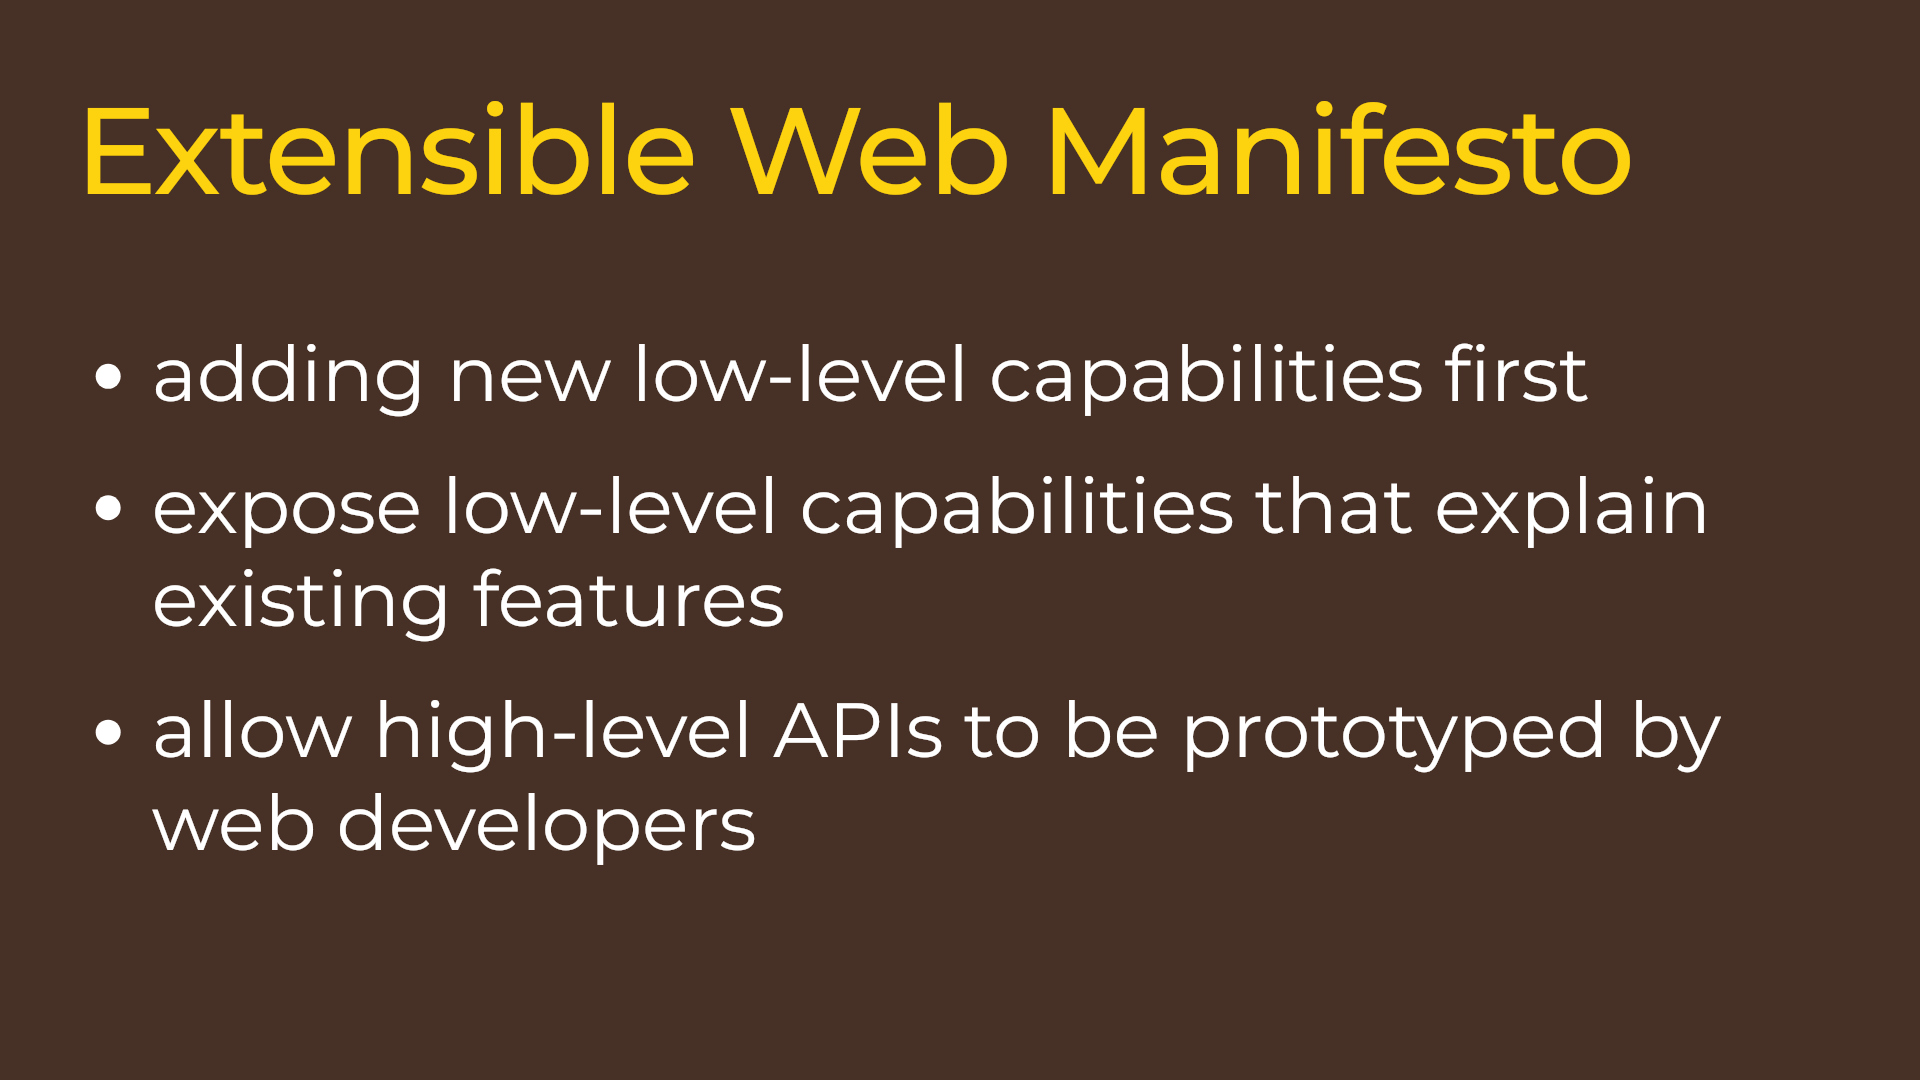 Extensible Web Manifesto
• adding new low-level capabilities first
• expose low-level capabilities that explain
existing features
• allow high-level APIs to be prototyped by
web developers